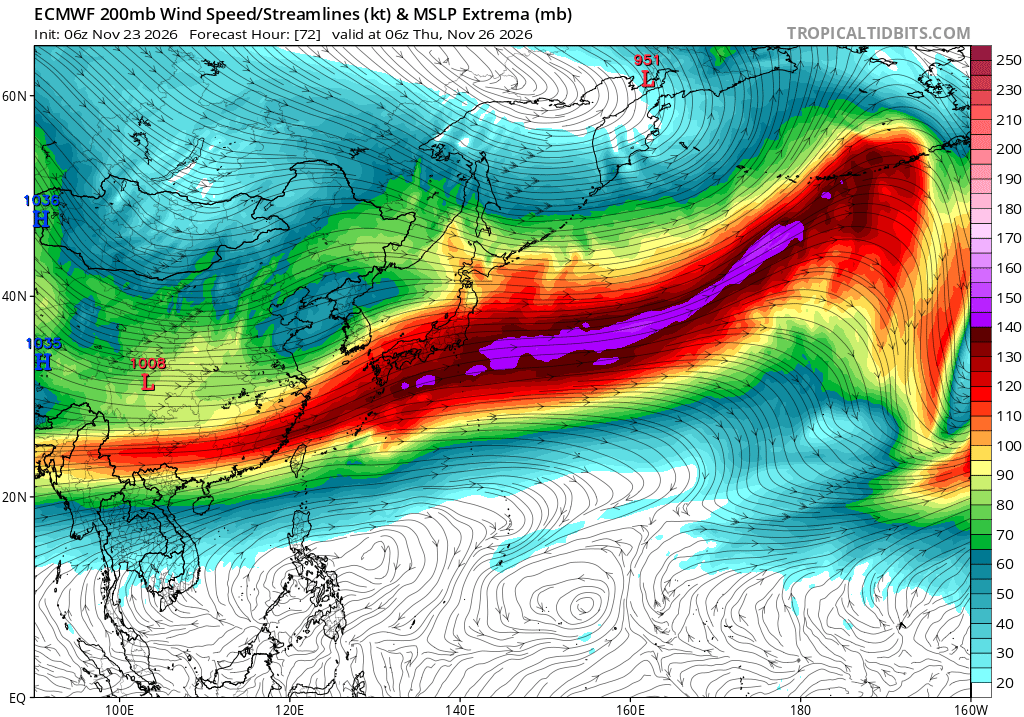 ECMWF 200mb Wind Speed/Streamlines (kt) & MSLP Extrema (mb)
Init: 06z Nov 23 2026 Forecast Hour: [72] valid at 06z Thu, Nov 26 2026
TROPICALTIDBITS.COM
951
L
60N
1036
H
40N
1035
H
1008
L
20N
EQ
100E
120E
140E
160E
180
160W
250
230
210
200
190
180
170
160
150
140
130
120
110
100
90
80
70
60
50
40
30
20